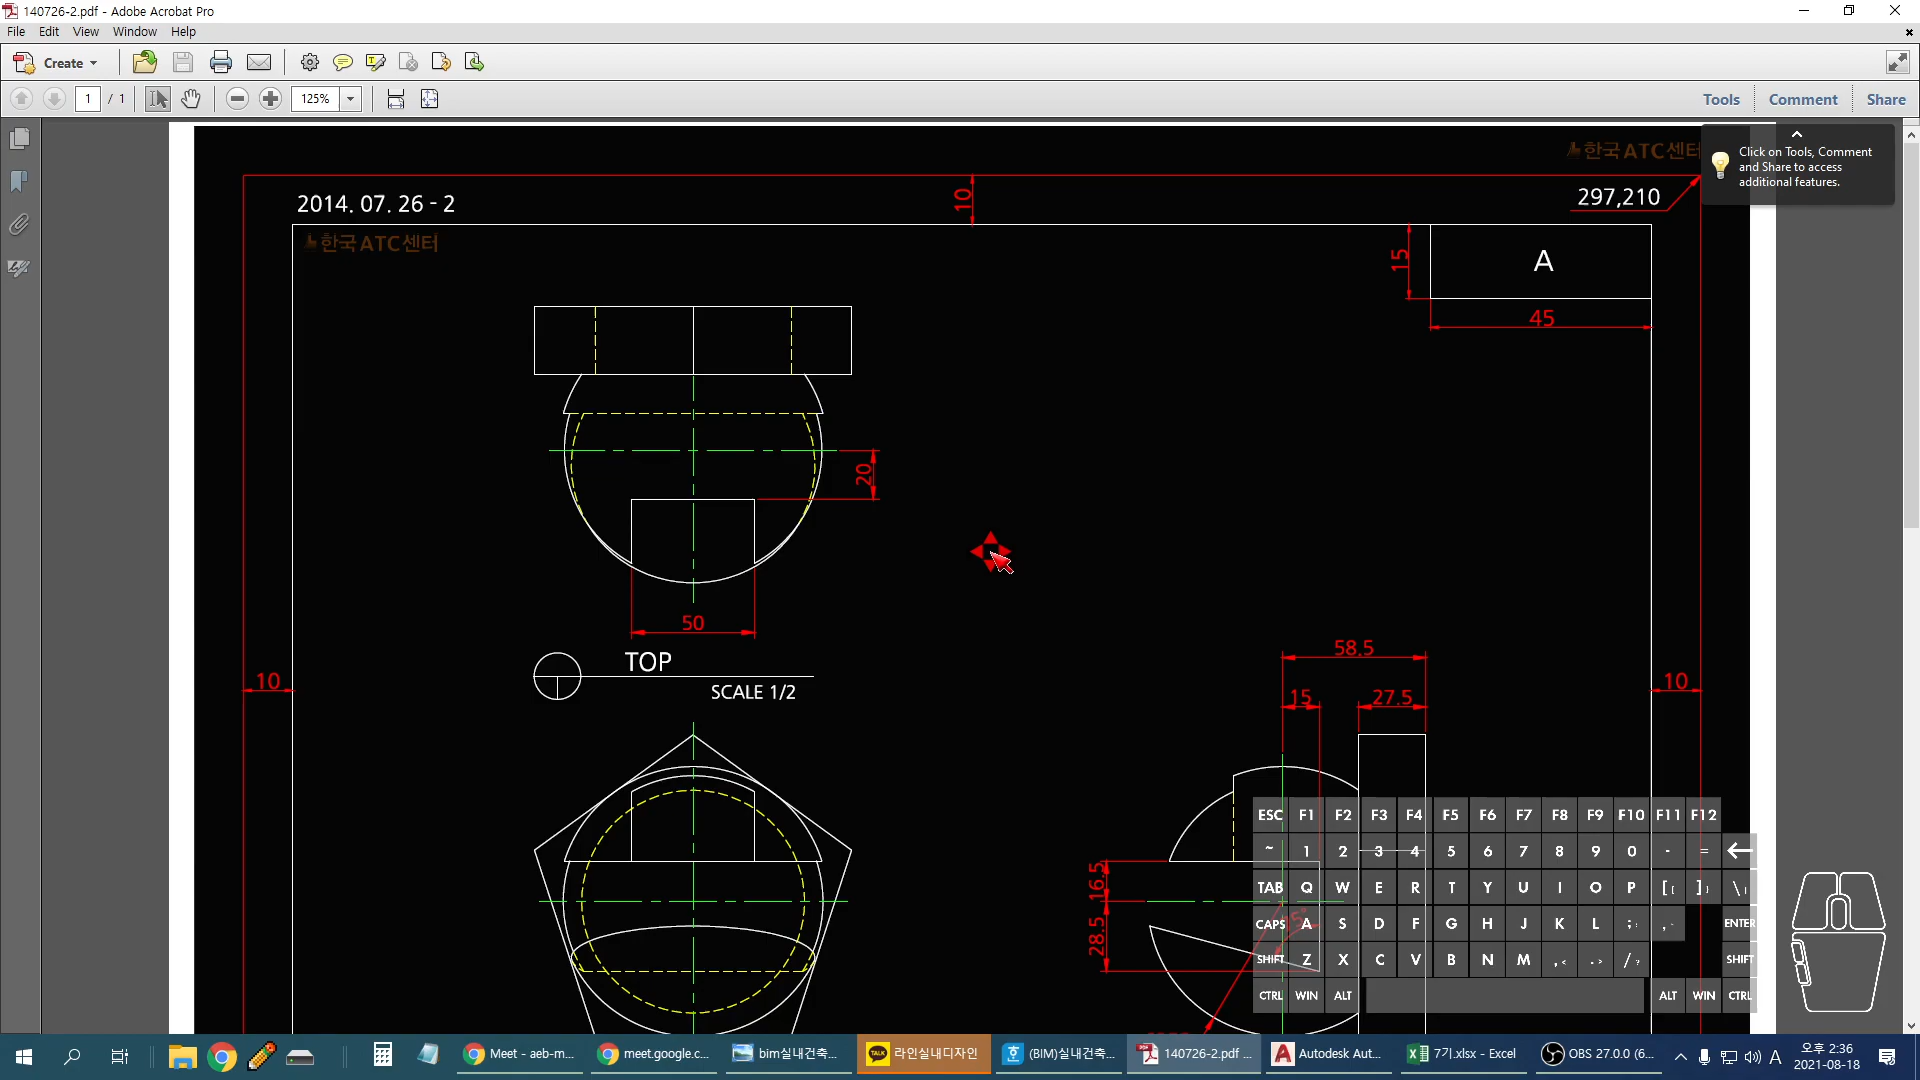 140726-2.pdf - Adobe Acrobat Pro
File Edit View Window Help
Create
1 / 1 125% Tools Comment Share
한국ATC센터
Click on Tools, Comment
and Share to access
additional features.
2014. 07. 26 - 2
10
297,210
한국ATC센터
15
A
45
20
50
TOP
SCALE 1/2
10
58.5
15
27.5
10
16.5
28.5
ESC F1 F2 F3 F4 F5 F6 F7 F8 F9 F10 F11 F12
~ 1 2 3 4 5 6 7 8 9 0 - =
TAB Q W E R T Y U I O P [{ ]} \|
CAPS A S D F G H J K L ;: ,.  ENTER
SHIFT Z X C V B N M ,< .> /? SHIFT
CTRL WIN ALT ALT WIN CTRL
Meet - aeb-m...
meet.google.c...
bim실내건축...
TALK 라인실내디자인
(BIM)실내건축...
140726-2.pdf ...
Autodesk Aut...
7기.xlsx - Excel
OBS 27.0.0 (6...
A
오후 2:36
2021-08-18